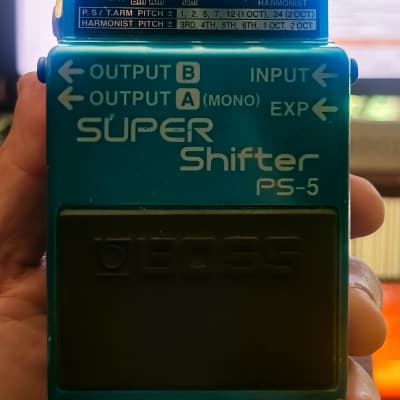 HARMONIST
P.S / T.ARM PITCH ± 1, 2, 5, 7, 12 (1 OCT), 24 (2 OCT)
HARMONIST PITCH ± 3RD, 4TH, 5TH, 6TH, 1 OCT, 2 OCT
← OUTPUT B INPUT ←
← OUTPUT A (MONO) EXP ←
SUPER
Shifter
PS-5
BOSS